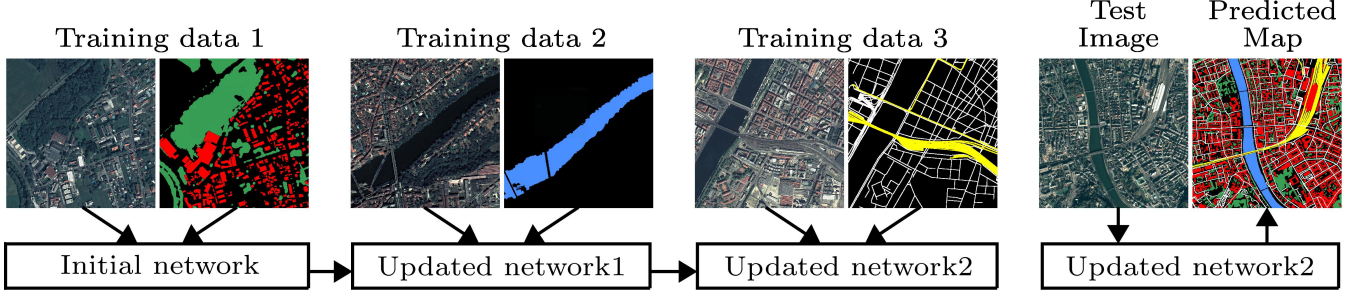 Training data 1
Training data 2
Training data 3
Test
Image
Predicted
Map
Initial network
Updated network1
Updated network2
Updated network2